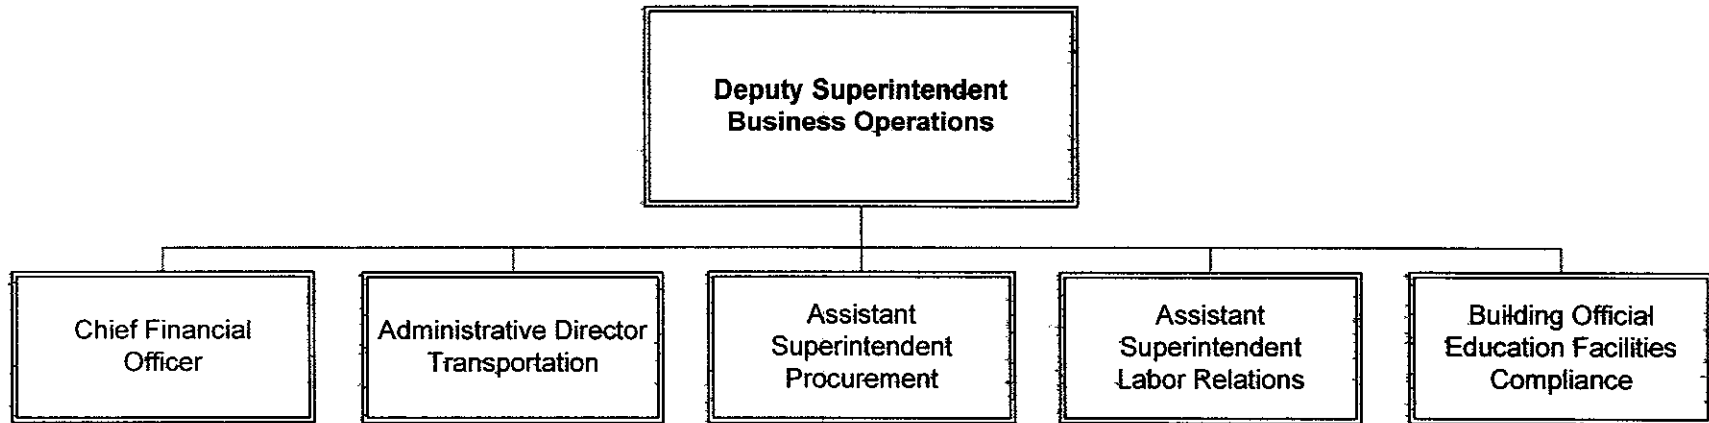 Deputy Superintendent
Business Operations
Chief Financial
Officer
Administrative Director
Transportation
Assistant
Superintendent
Procurement
Assistant
Superintendent
Labor Relations
Building Official
Education Facilities
Compliance